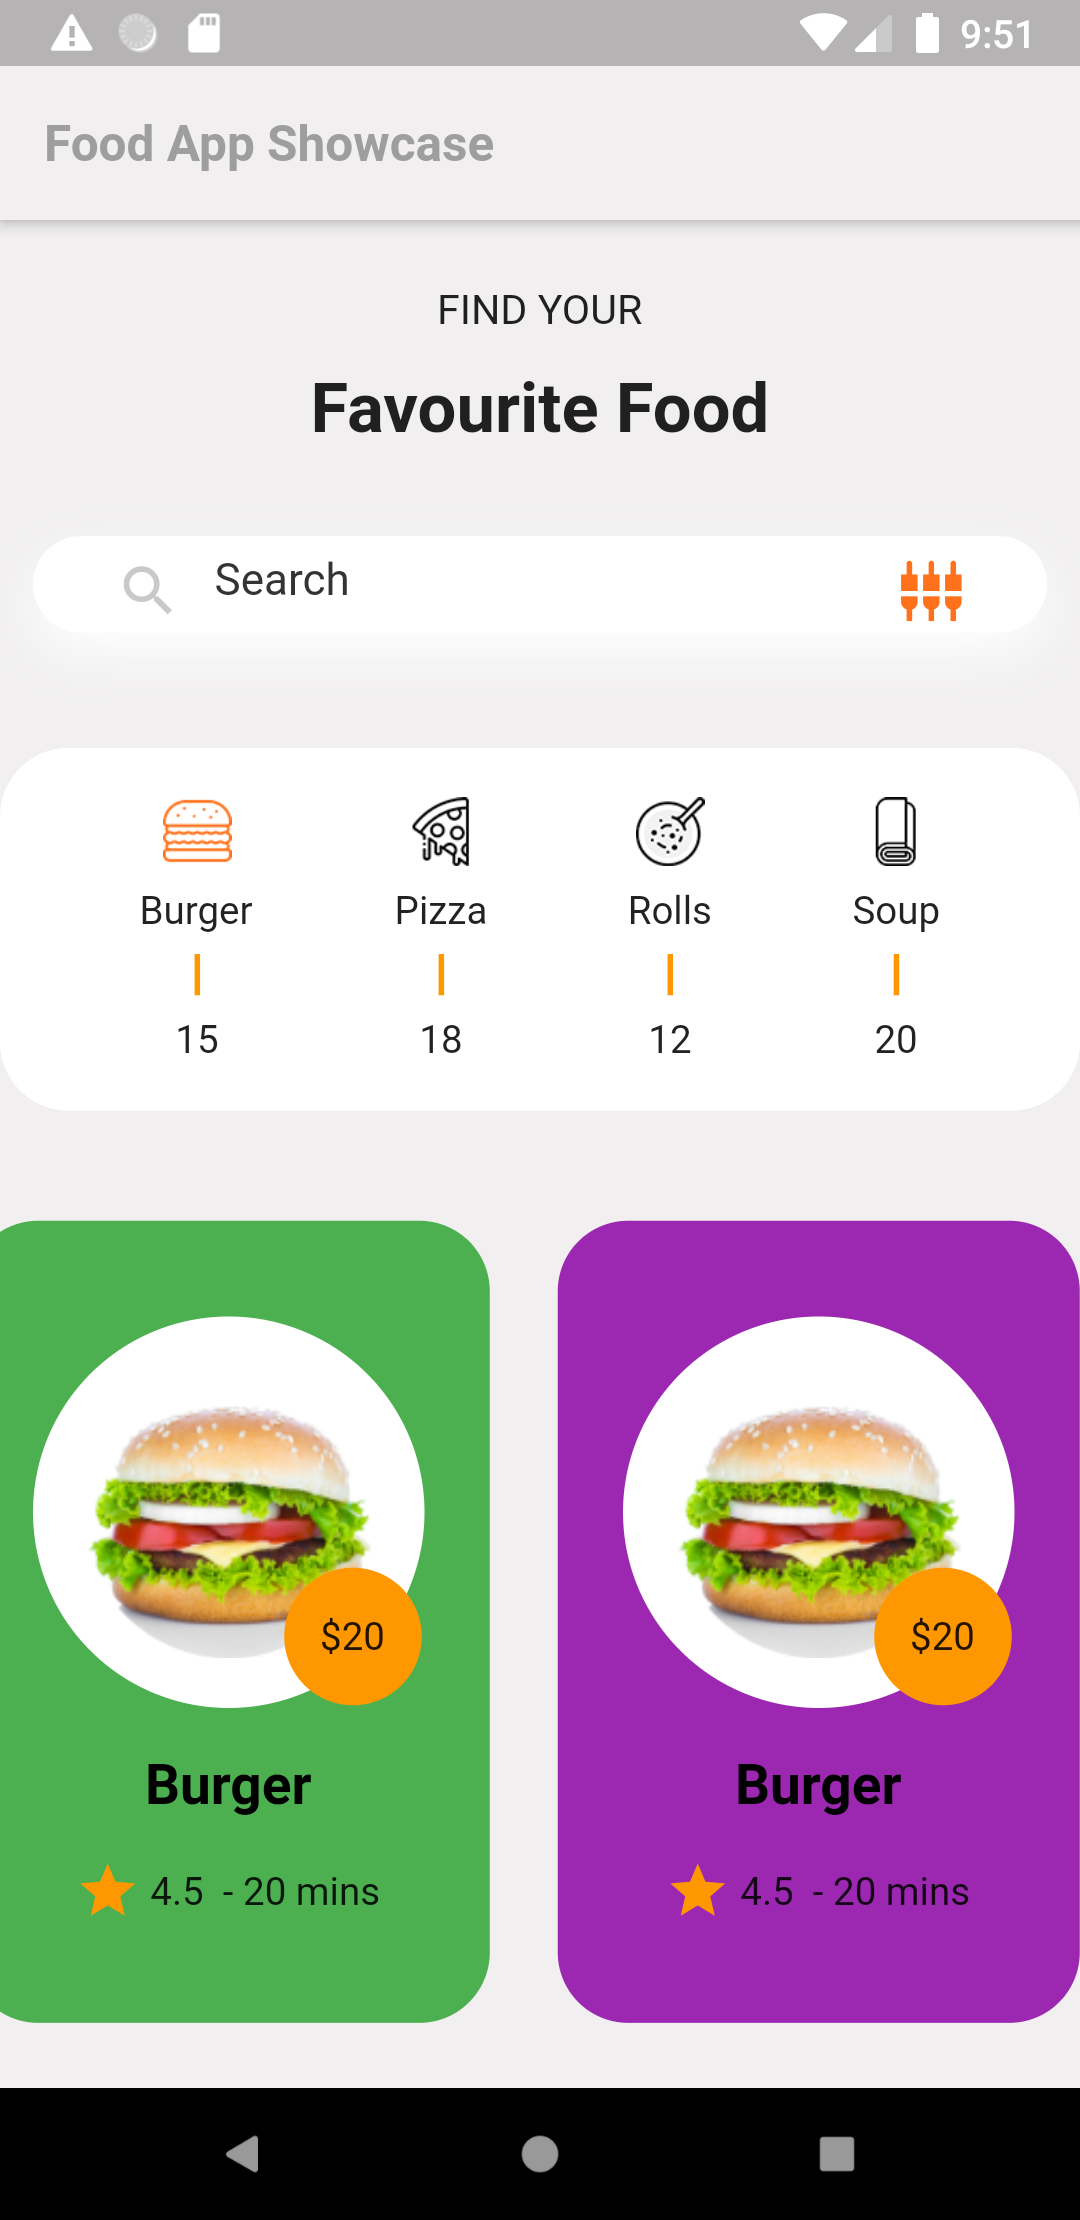 9:51
Food App Showcase
FIND YOUR
Favourite Food
Search
Burger Pizza Rolls Soup
15 18 12 20
$20 $20
Burger Burger
4.5 - 20 mins 4.5 - 20 mins